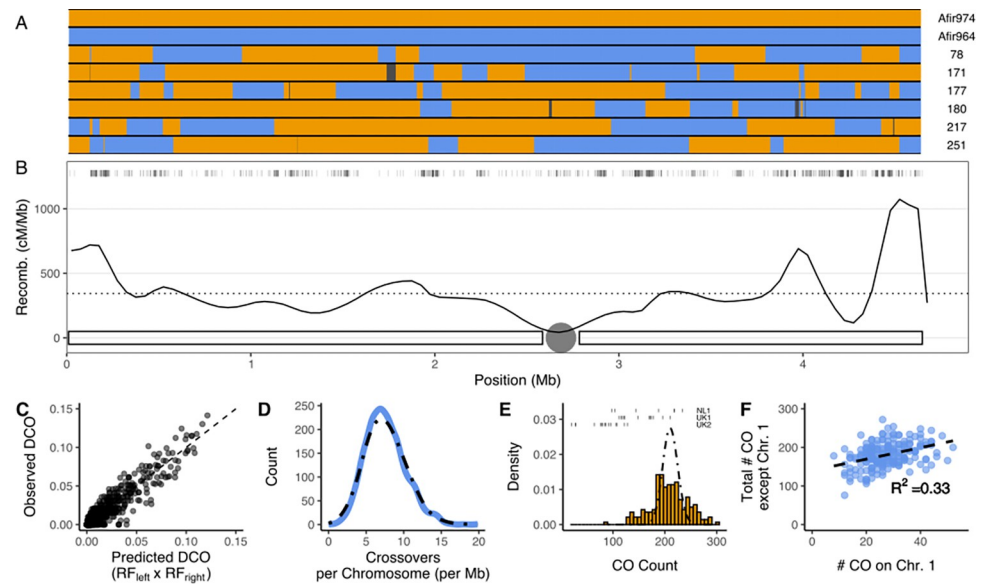 A
Afir974
Afir964
78
171
177
180
217
251
B
Recomb. (cM/Mb)
1000
500
0
0 1 2 3 4
Position (Mb)
C
Observed DCO
0.15
0.10
0.05
0.00
0.00 0.05 0.10 0.15
Predicted DCO
(RFleft x RFright)
D
Count
250
200
150
100
50
0
0 5 10 15 20
Crossovers
per Chromosome (per Mb)
E
Density
0.03
0.02
0.01
0.00
NL1
UK1
UK2
100 200 300
CO Count
F
Total # CO
except Chr. 1
300
200
100
0
R2 =0.33
0 20 40
# CO on Chr. 1